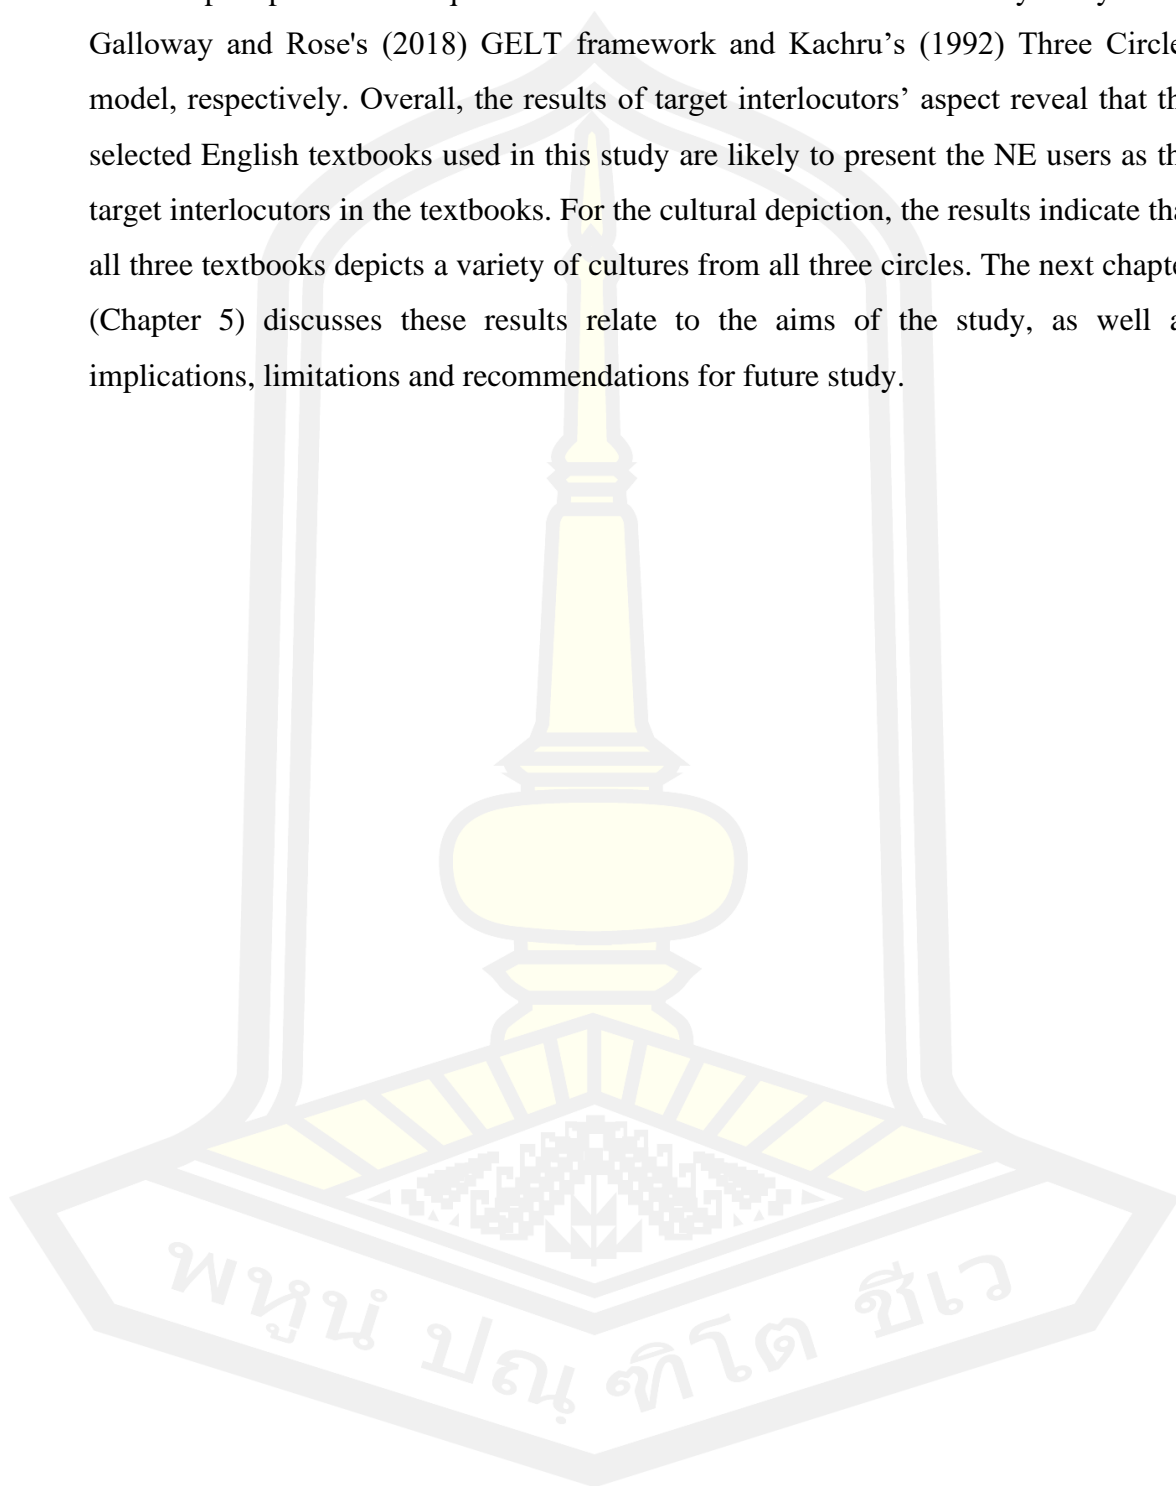 Galloway and Rose's (2018) GELT framework and Kachru’s (1992) Three Circle
model, respectively. Overall, the results of target interlocutors’ aspect reveal that th
selected English textbooks used in this study are likely to present the NE users as th
target interlocutors in the textbooks. For the cultural depiction, the results indicate tha
all three textbooks depicts a variety of cultures from all three circles. The next chapte
(Chapter 5) discusses these results relate to the aims of the study, as well a
implications, limitations and recommendations for future study.
พหูนํ ปณฺฑิโต ชีเว